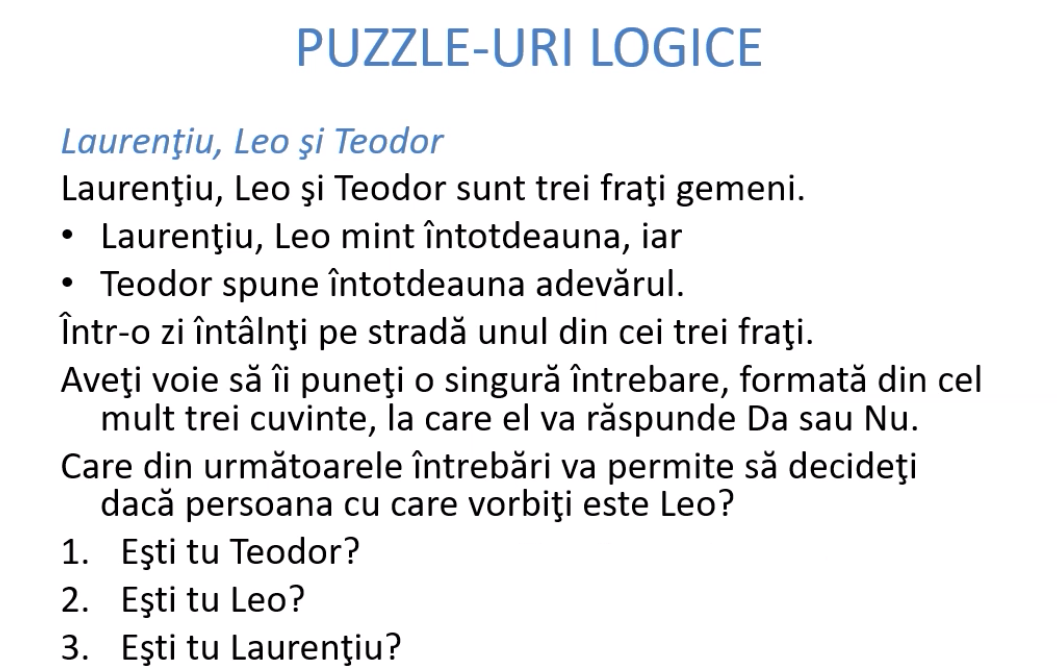 PUZZLE-URI LOGICE
Laurenţiu, Leo şi Teodor
Laurenţiu, Leo şi Teodor sunt trei fraţi gemeni.
• Laurenţiu, Leo mint întotdeauna, iar
• Teodor spune întotdeauna adevărul.
Într-o zi întâlnţi pe stradă unul din cei trei fraţi.
Aveţi voie să îi puneţi o singură întrebare, formată din cel
mult trei cuvinte, la care el va răspunde Da sau Nu.
Care din următoarele întrebări va permite să decideţi
dacă persoana cu care vorbiţi este Leo?
1. Eşti tu Teodor?
2. Eşti tu Leo?
3. Eşti tu Laurenţiu?